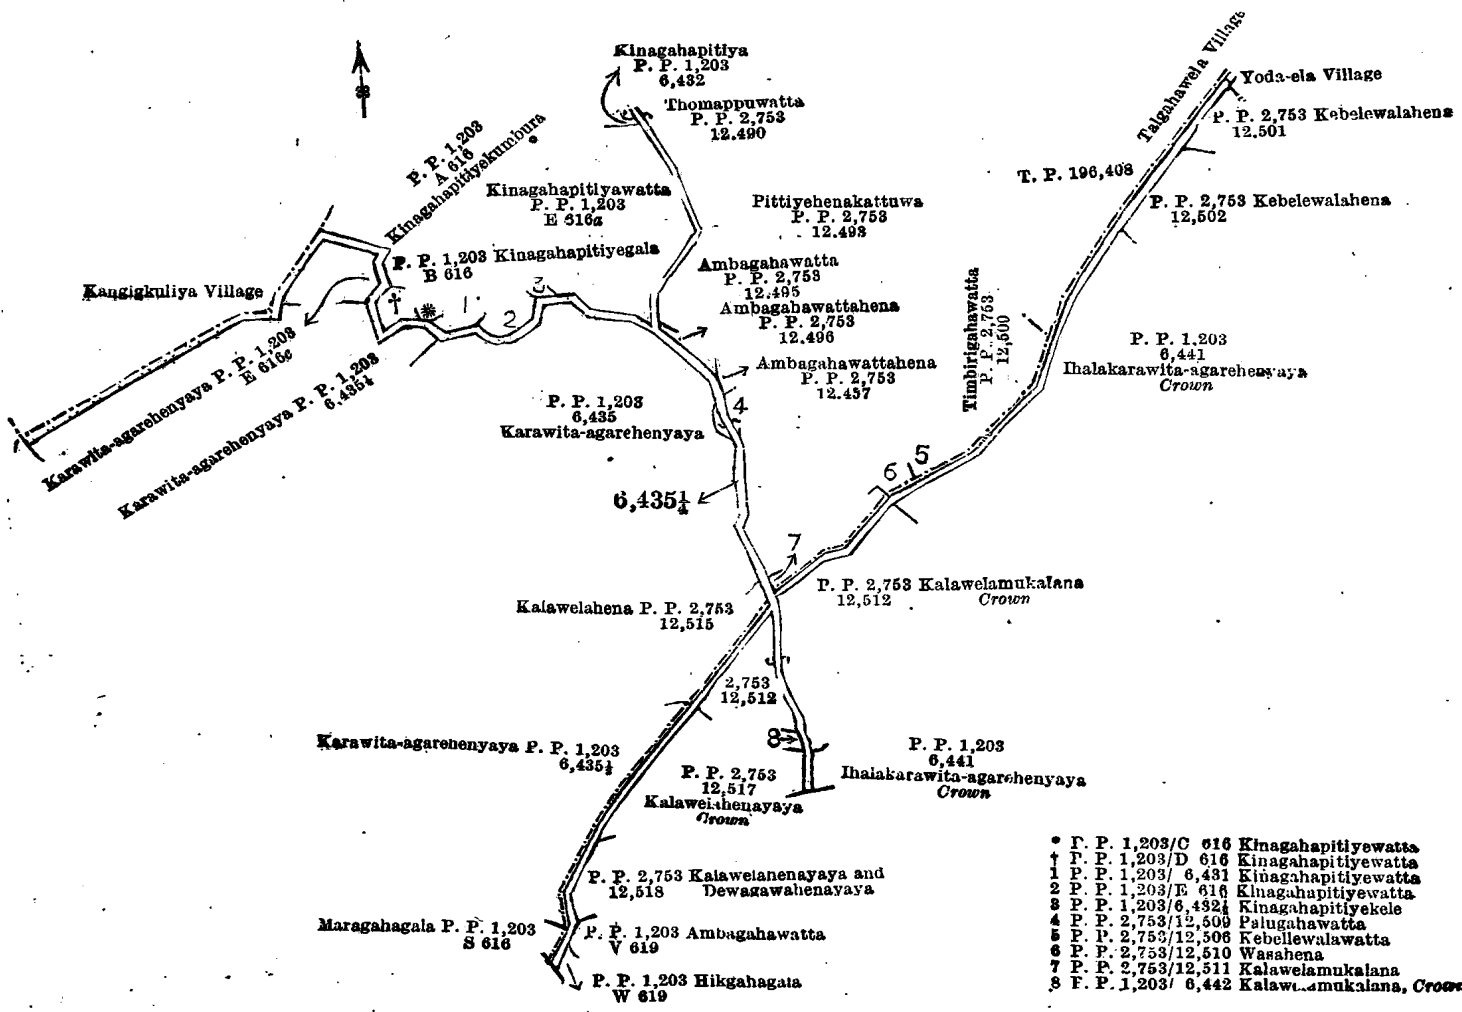 Kinagahapitiya
P. P. 1,203
6,432
Thomappuwatta
P. P. 2,753
12.490
Talgahawela Village
Yoda-ela Village
P. P. 2,753 Kebelewalahena
12,501
T. P. 196,408
P. P. 2,753 Kebelewalahena
12,502
P. P. 1,203
A 616
Kinagahapitiyekumbura
Kinagahapitiyawatta
P. P. 1,203
E 616a
Pittiyehenakattuwa
P. P. 2,753
12.493
P. P. 1,203 Kinagahapitiyegala
B 616
Kangigkuliya Village
Ambagahawatta
P. P. 2,753
12.495
Ambagahawattahena
P. P. 2,753
12.496
Ambagahawattahena
P. P. 2,753
12.457
† * 1 2 3
Timbirigahawatta
P. P. 2,753
12,500
P. P. 1,203
6,441
Ihalakarawita-agarehenyaya
Crown
Karawita-agarehenyaya P. P. 1,203
E 616c
Karawita-agarehenyaya P. P. 1,203
6,435¼
P. P. 1,203
6,435
Karawita-agarehenyaya
4
5
6
6,435¼
7
P. P. 2,753 Kalawelamukalana
12,512 Crown
Kalawelahena P. P. 2,753
12,515
2,753
12,512
Karawita-agarehenyaya P. P. 1,203
8
P. P. 1,203
6,441
Ihalakarawita-agarehenyaya
Crown
P. P. 2,753
12,517
Crown
P. P. 2,753 Kalawelanenayaya and
12,518 Dewagawahenayaya
Maragahagala P. P. 1,203
S 616
P. P. 1,203 Ambagahawatta
V 619
P. P. 1,203 Hikgahagala
W 619
* P. P. 1,203/C 616 Kinagahapitiyewatta
† P. P. 1,203/D 616 Kinagahapitiyewatta
1 P. P. 1,203/ 6,431 Kinagahapitiyewatta
2 P. P. 1,203/E 616 Kinagahapitiyewatta
3 P. P. 1,203/6,432¼ Kinagahapitiyekele
4 P. P. 2,753/12,509 Palugahawatta
5 P. P. 2,753/12,506 Kebellewalawatta
6 P. P. 2,753/12,510 Wasahena
7 P. P. 2,753/12,511 Kalawelamukalana
8 P. P. 1,203/ 6,442 Kalawelamukalana, Crown